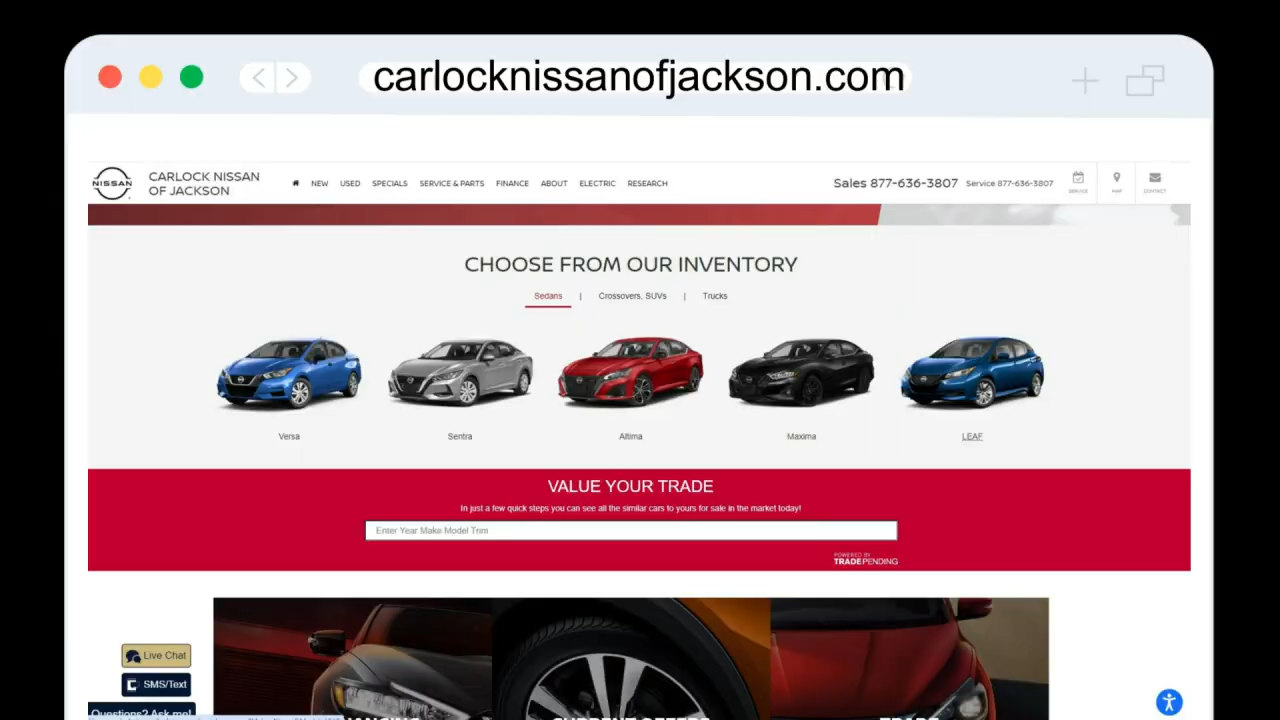 carlocknissanofjackson.com
NISSAN
CARLOCK NISSAN
OF JACKSON
NEW USED SPECIALS SERVICE & PARTS FINANCE ABOUT ELECTRIC RESEARCH
Sales 877-636-3807 Service 877-636-3807
SERVICE MAP CONTACT
CHOOSE FROM OUR INVENTORY
Sedans | Crossovers, SUVs | Trucks
Versa Sentra Altima Maxima LEAF
VALUE YOUR TRADE
In just a few quick steps you can see all the similar cars to yours for sale in the market today!
Enter Year Make Model Trim
POWERED BY
TRADEPENDING
Live Chat
SMS/Text
Questions? Ask me!
CURRENT OFFERS
TRADE